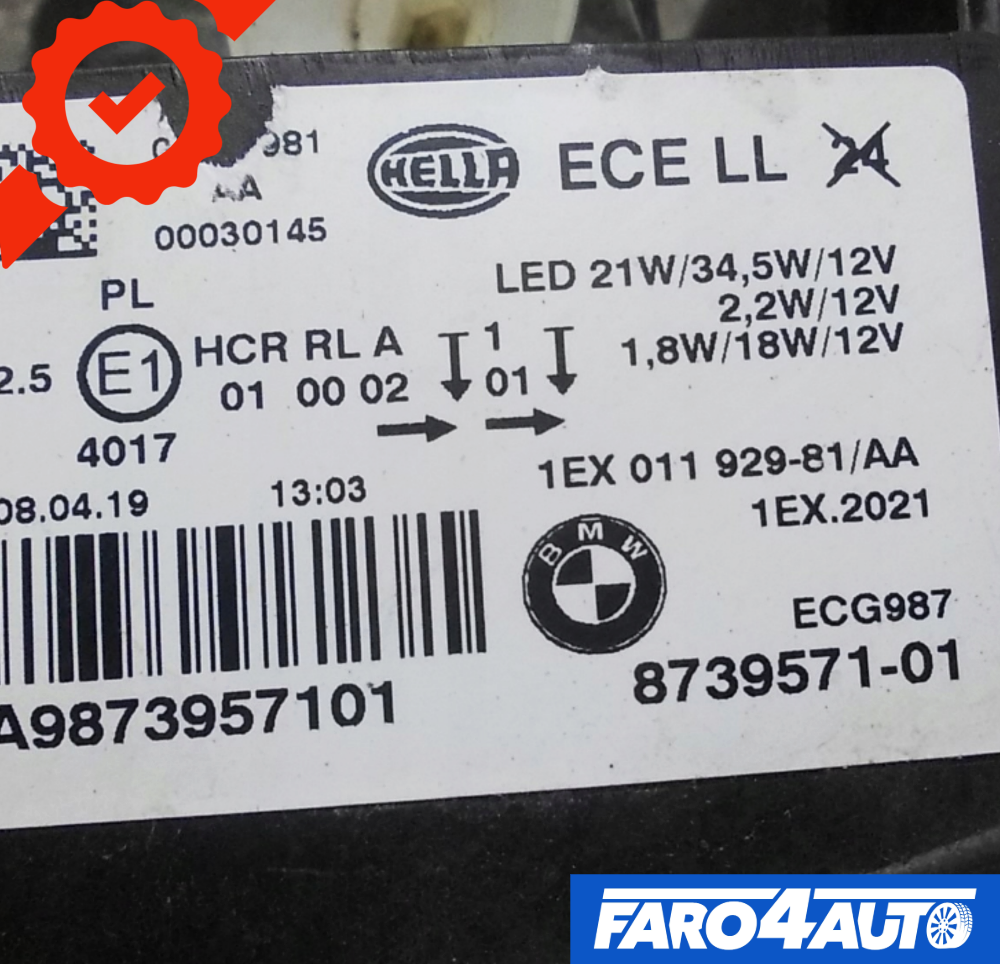 981
AA
00030145
HELLA
ECE LL
24
PL
LED 21W/34,5W/12V
2,2W/12V
1,8W/18W/12V
2.5
E1
HCR RL A
01 00 02
1
01
4017
1EX 011 929-81/AA
1EX.2021
08.04.19
13:03
BMW
ECG987
8739571-01
A9873957101
FARO4AUTO